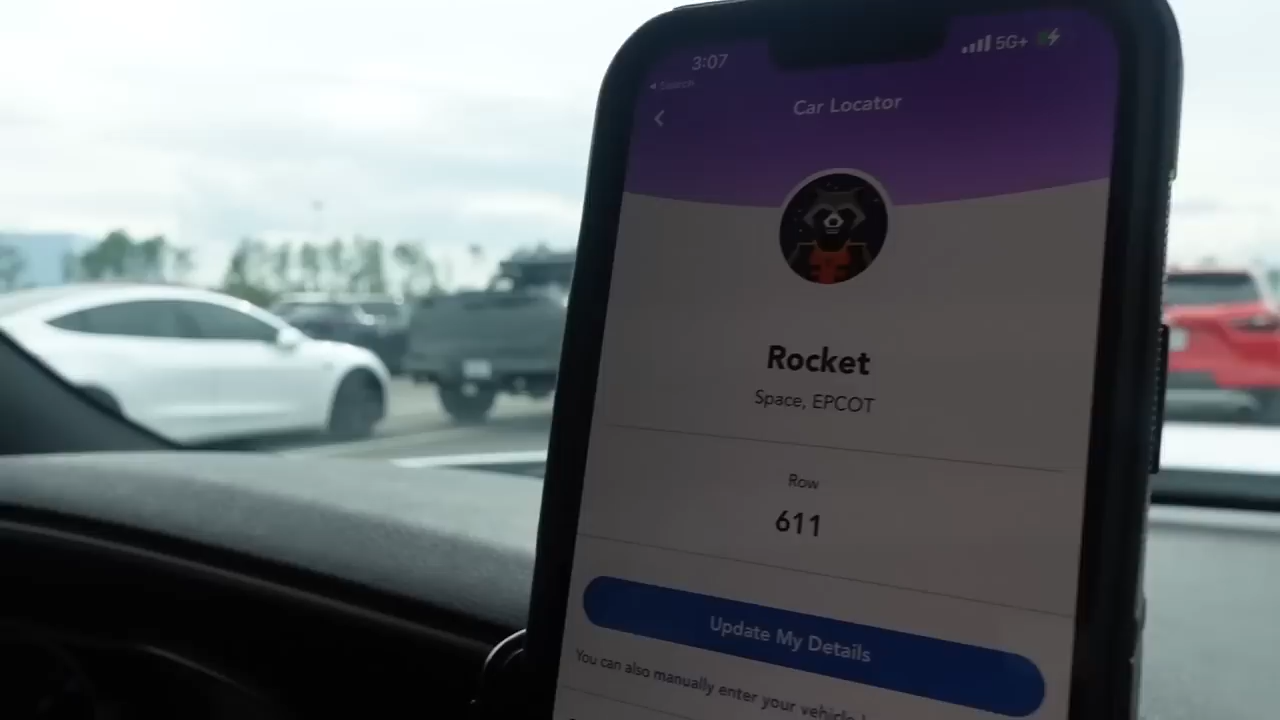 3:07
5G+
Search
Car Locator
Rocket
Space, EPCOT
Row
611
Update My Details
You can also manually enter your vehicle